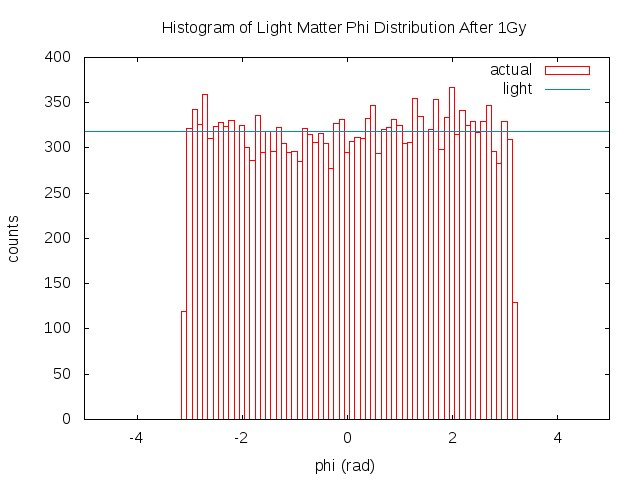 Histogram of Light Matter Phi Distribution After 1Gy
actual
light
counts
400
350
300
250
200
150
100
50
0
-4 -2 0 2 4
phi (rad)